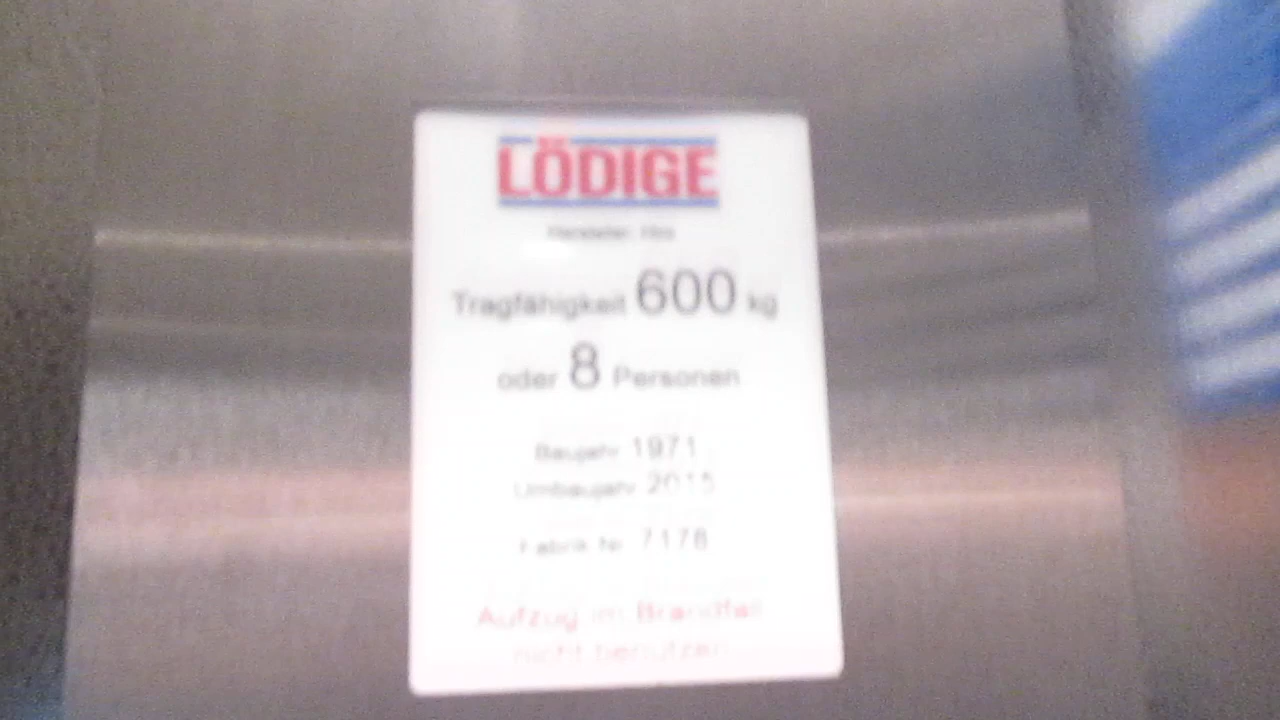 LÖDIGE
Hersteller:
Tragfähigkeit 600 kg
oder 8 Personen
Baujahr 1971
Umbaujahr 2015
Fabrik Nr. 7178
Aufzug im Brandfall
nicht benutzen